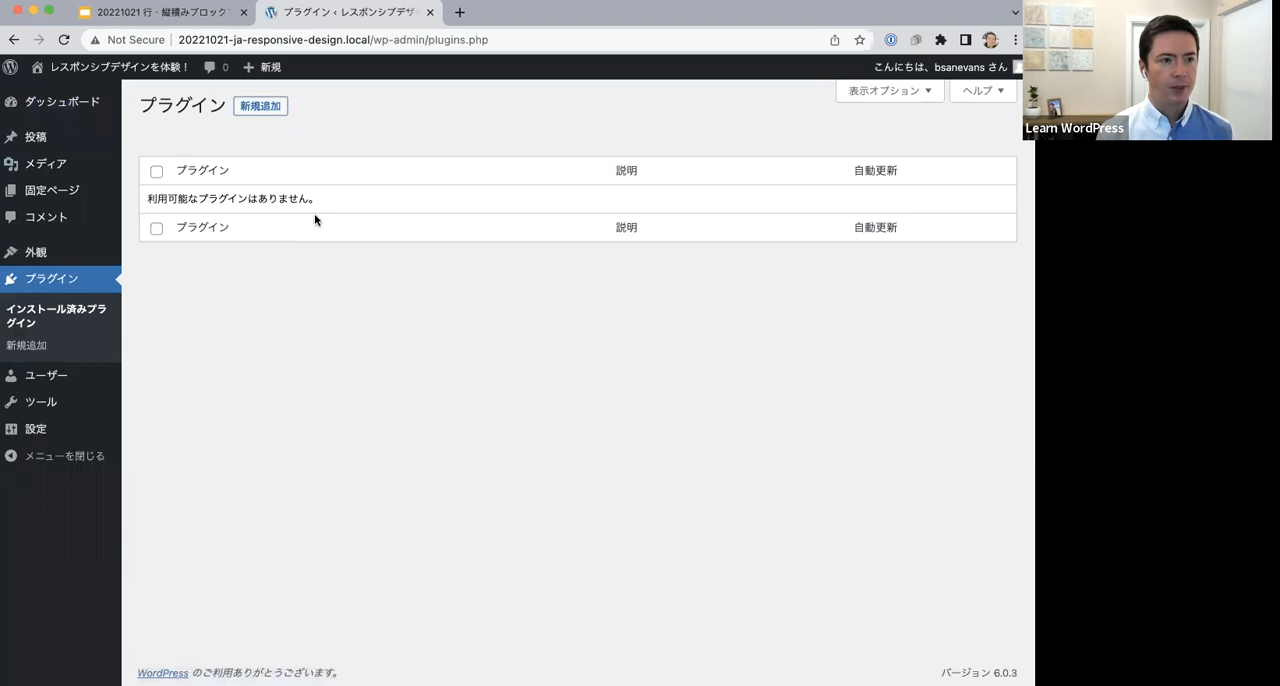 20221021 行・縦積みブロック
プラグイン ‹ レスポンシブデザ
Not Secure
20221021-ja-responsive-design.local/wp-admin/plugins.php
レスポンシブデザインを体験！
0
新規
こんにちは、bsanevans さん
ダッシュボード
投稿
メディア
固定ページ
コメント
外観
プラグイン
インストール済みプラ
グイン
新規追加
ユーザー
ツール
設定
メニューを閉じる
プラグイン
新規追加
表示オプション
ヘルプ
プラグイン 説明 自動更新
利用可能なプラグインはありません。
プラグイン 説明 自動更新
WordPress のご利用ありがとうございます。
バージョン 6.0.3
Learn WordPress